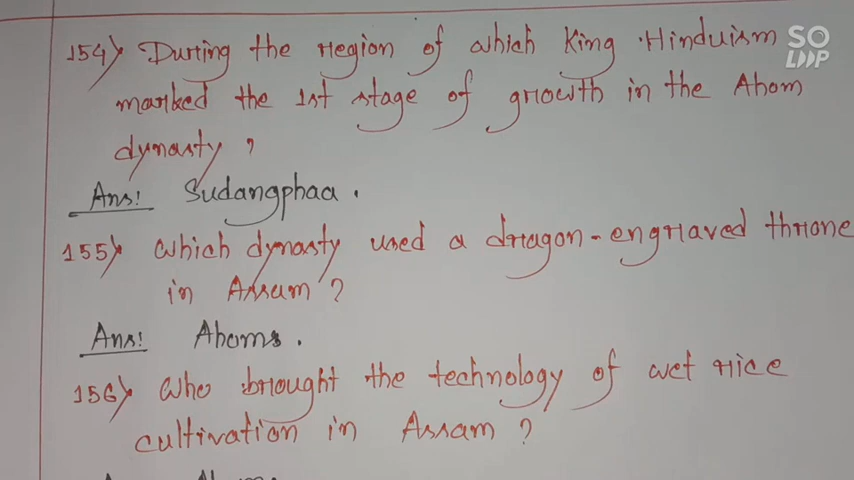 SO
LOOP
154) During the region of which King Hinduism
marked the 1st stage of growth in the Ahom
dynasty ?
Ans: Sudangphaa.
155) which dynasty used a dragon-engraved throne
in Assam ?
Ans: Ahoms.
156) who brought the technology of wet rice
cultivation in Assam ?